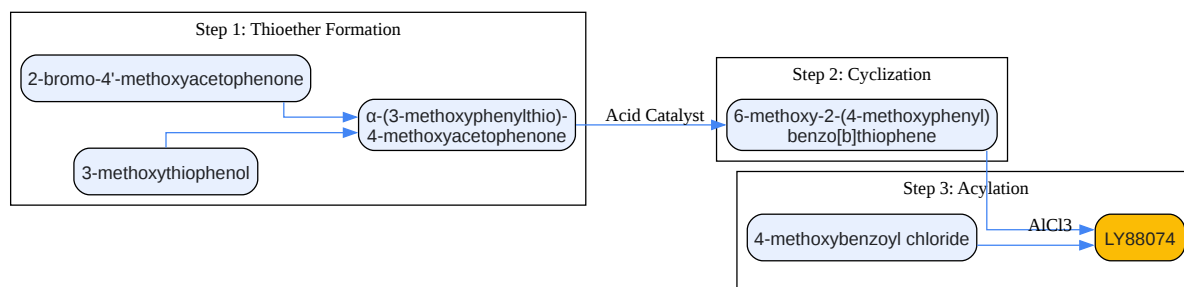 Step 1: Thioether Formation
2-bromo-4'-methoxyacetophenone
3-methoxythiophenol
α-(3-methoxyphenylthio)-
4-methoxyacetophenone
Acid Catalyst
Step 2: Cyclization
6-methoxy-2-(4-methoxyphenyl)
benzo[b]thiophene
Step 3: Acylation
4-methoxybenzoyl chloride
AlCl3
LY88074